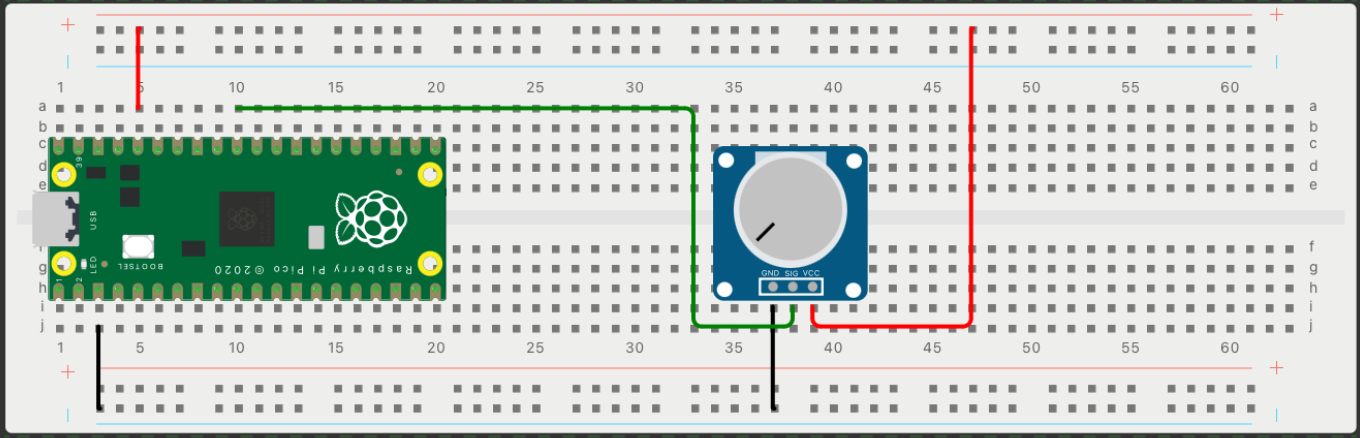 + +
1 5 10 15 20 25 30 35 40 45 50 55 60
a a
b b
c c
d d
e e
39
USB
BOOTSEL
LED
Raspberry Pi Pico ©2020
1 2
GND SIG VCC
f
g g
h h
i i
j j
1 5 10 15 20 25 30 35 40 45 50 55 60
+ +